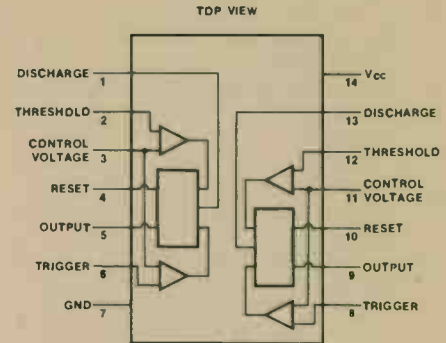 TOP VIEW
DISCHARGE 1
THRESHOLD 2
CONTROL VOLTAGE 3
RESET 4
OUTPUT 5
TRIGGER 6
GND 7
14 Vcc
13 DISCHARGE
12 THRESHOLD
11 CONTROL VOLTAGE
10 RESET
9 OUTPUT
8 TRIGGER